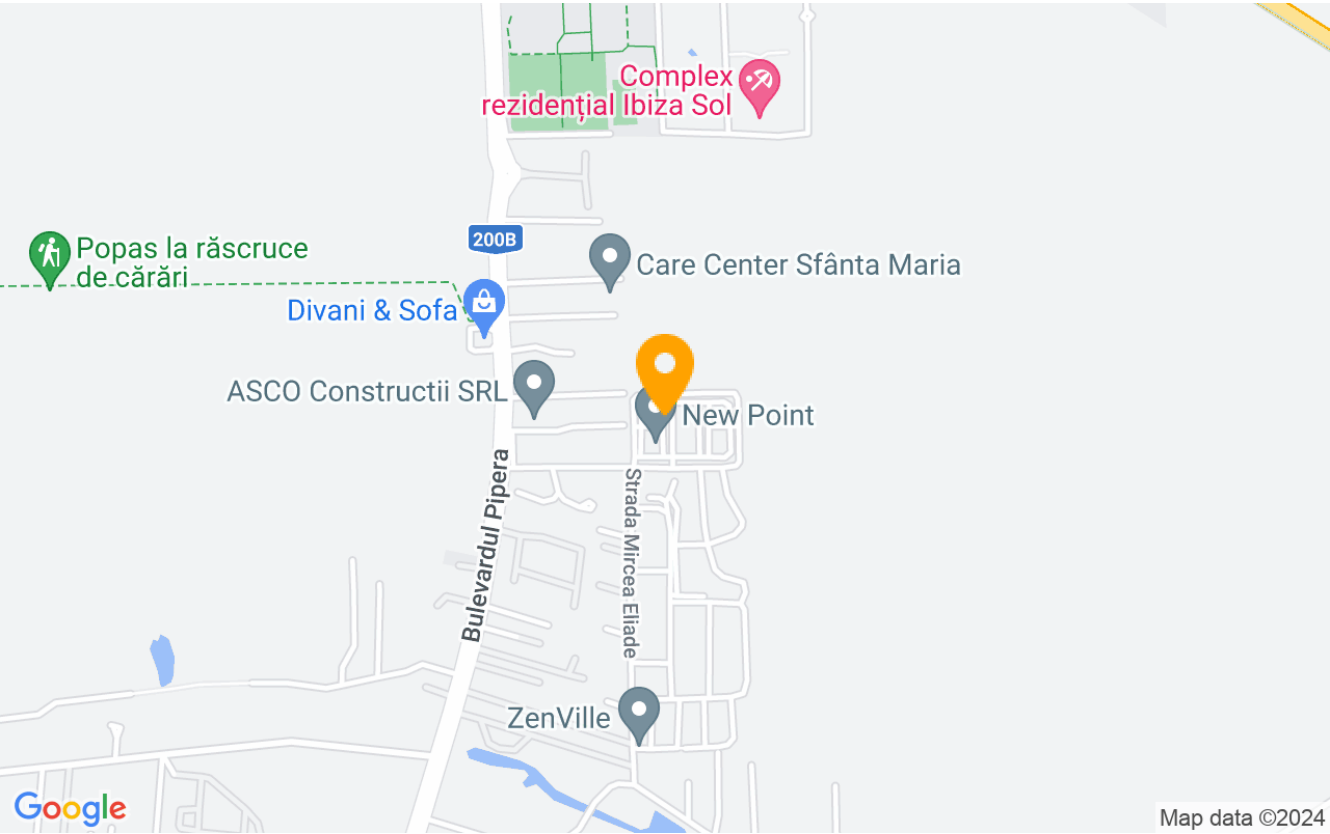 Complex
rezidențial Ibiza Sol
200B
Popas la răscruce
de cărări
Care Center Sfânta Maria
Divani & Sofa
ASCO Constructii SRL
New Point
Bulevardul Pipera
Strada Mircea Eliade
ZenVille
Google
Map data ©2024